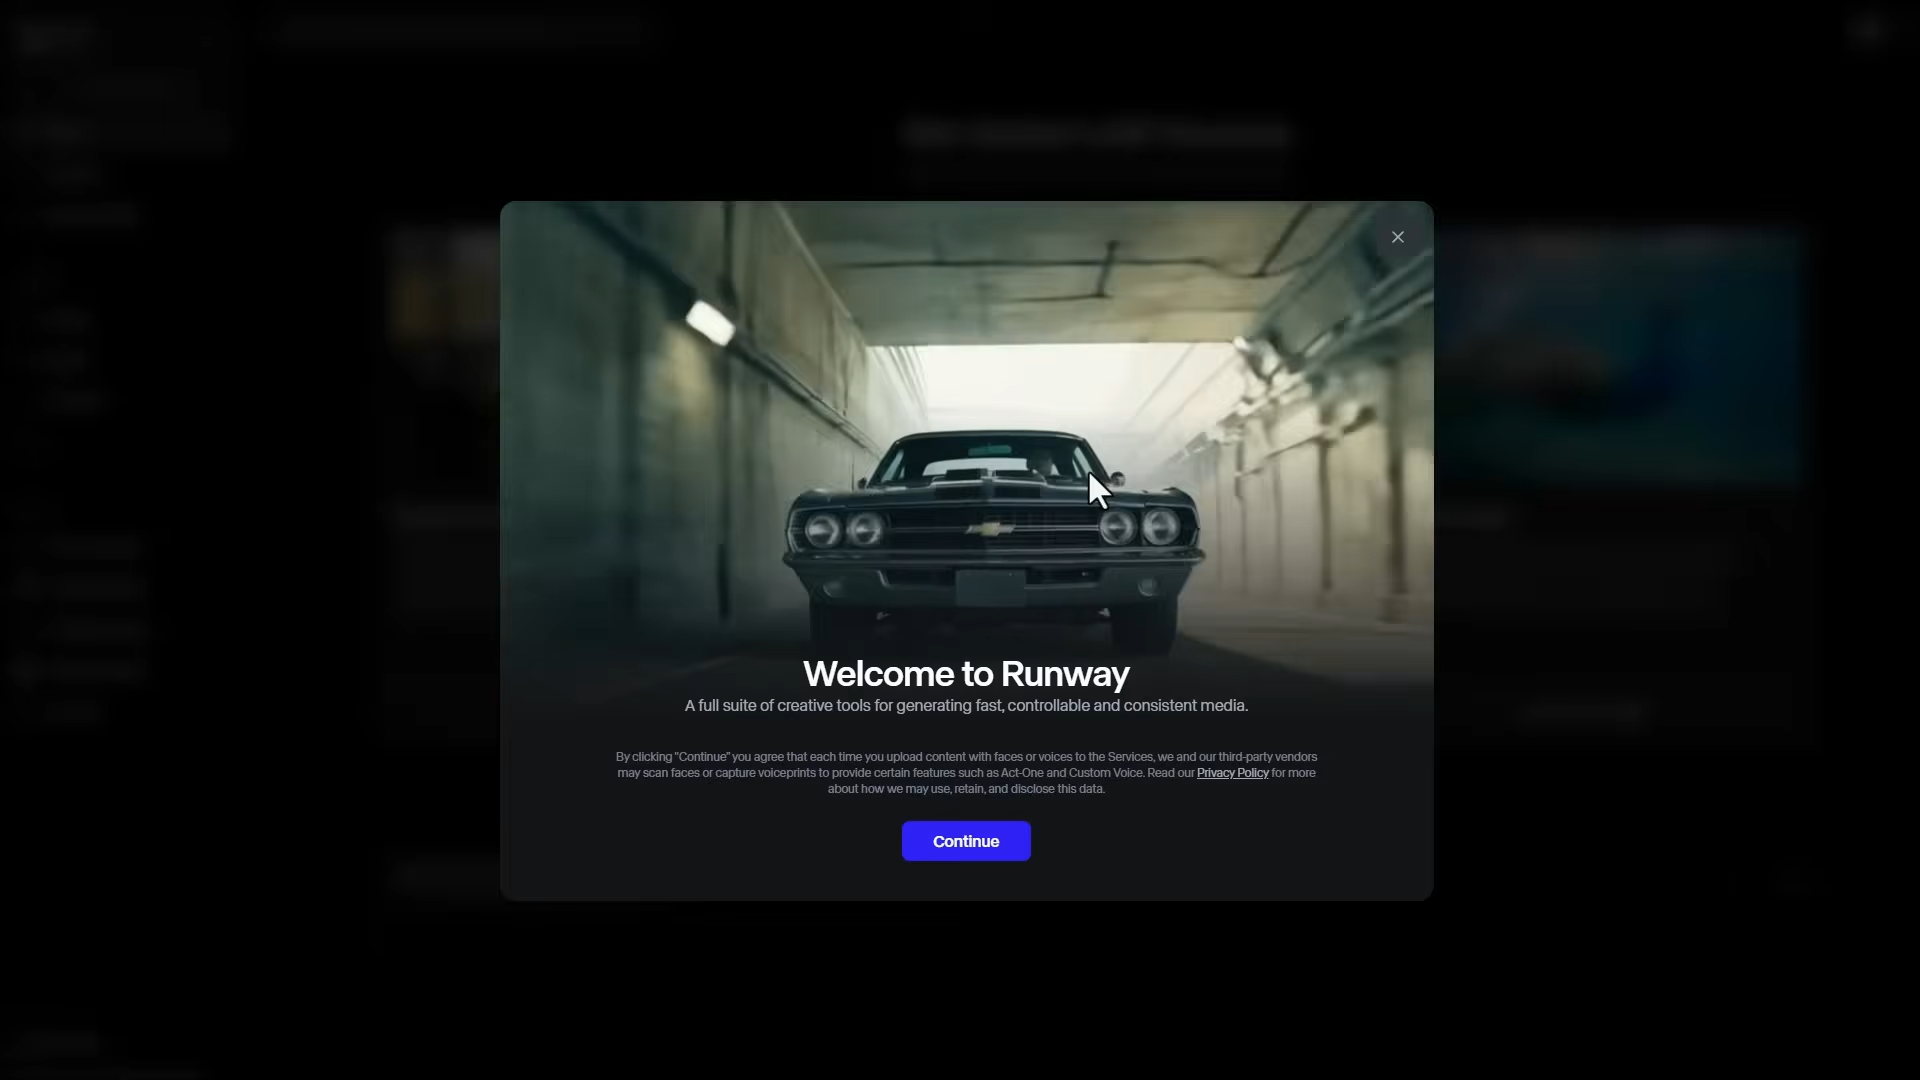 Welcome to Runway
A full suite of creative tools for generating fast, controllable and consistent media.
By clicking "Continue" you agree that each time you upload content with faces or voices to the Services, we and our third-party vendors
may scan faces or capture voiceprints to provide certain features such as Act-One and Custom Voice. Read our Privacy Policy for more
about how we may use, retain, and disclose this data.
Continue